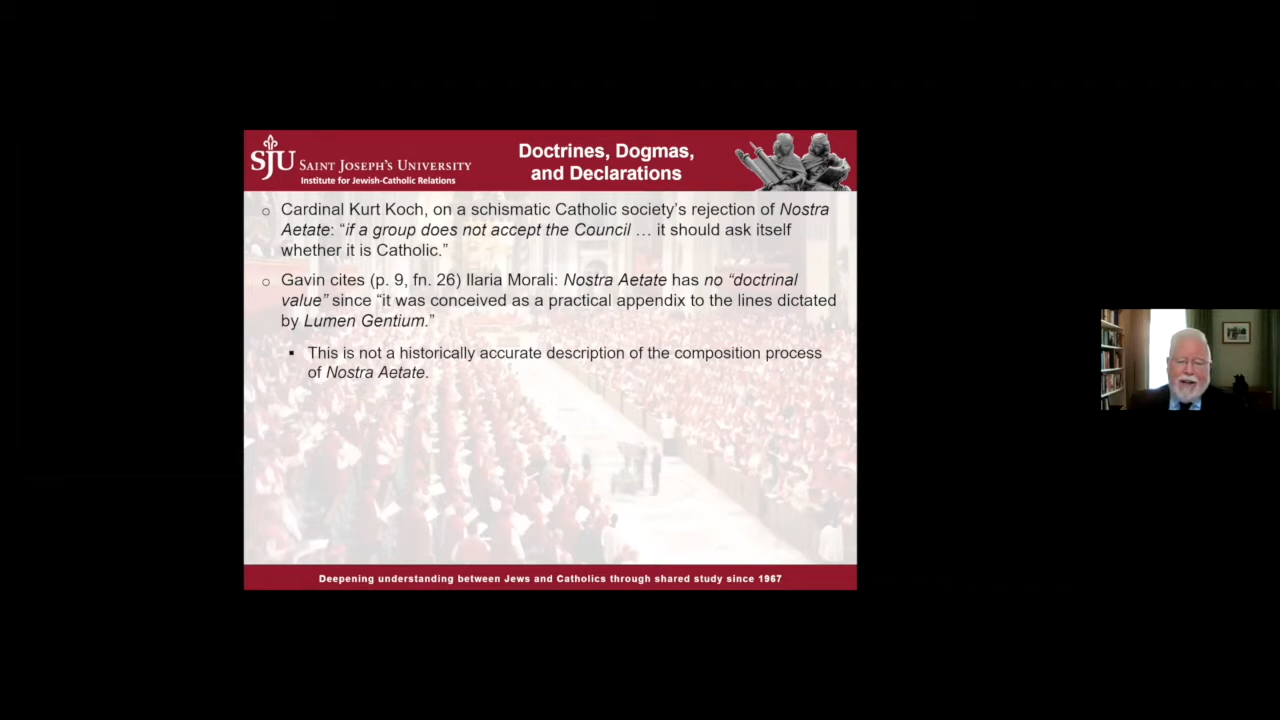 SJU SAINT JOSEPH'S UNIVERSITY
Institute for Jewish-Catholic Relations
Doctrines, Dogmas,
and Declarations
○ Cardinal Kurt Koch, on a schismatic Catholic society's rejection of Nostra
Aetate: “if a group does not accept the Council … it should ask itself
whether it is Catholic.”
○ Gavin cites (p. 9, fn. 26) Ilaria Morali: Nostra Aetate has no “doctrinal
value” since “it was conceived as a practical appendix to the lines dictated
by Lumen Gentium.”
▪ This is not a historically accurate description of the composition process
of Nostra Aetate.
Deepening understanding between Jews and Catholics through shared study since 1967